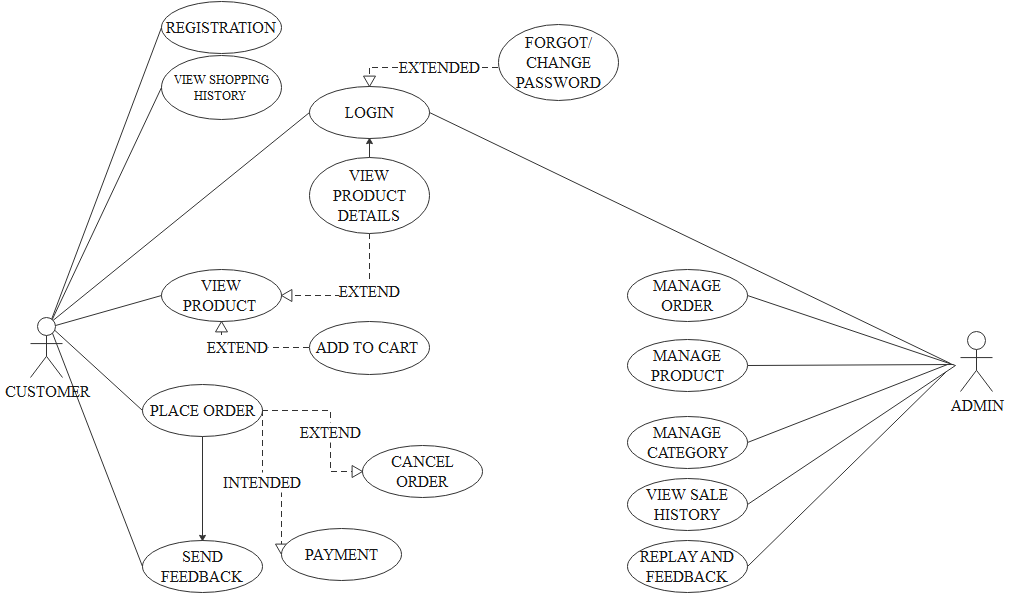 REGISTRATION
VIEW SHOPPING
HISTORY
FORGOT/
CHANGE
PASSWORD
EXTENDED
LOGIN
VIEW
PRODUCT
DETAILS
EXTEND
VIEW
PRODUCT
EXTEND
ADD TO CART
CUSTOMER
PLACE ORDER
EXTEND
CANCEL
ORDER
INTENDED
PAYMENT
SEND
FEEDBACK
MANAGE
ORDER
MANAGE
PRODUCT
MANAGE
CATEGORY
VIEW SALE
HISTORY
REPLAY AND
FEEDBACK
ADMIN